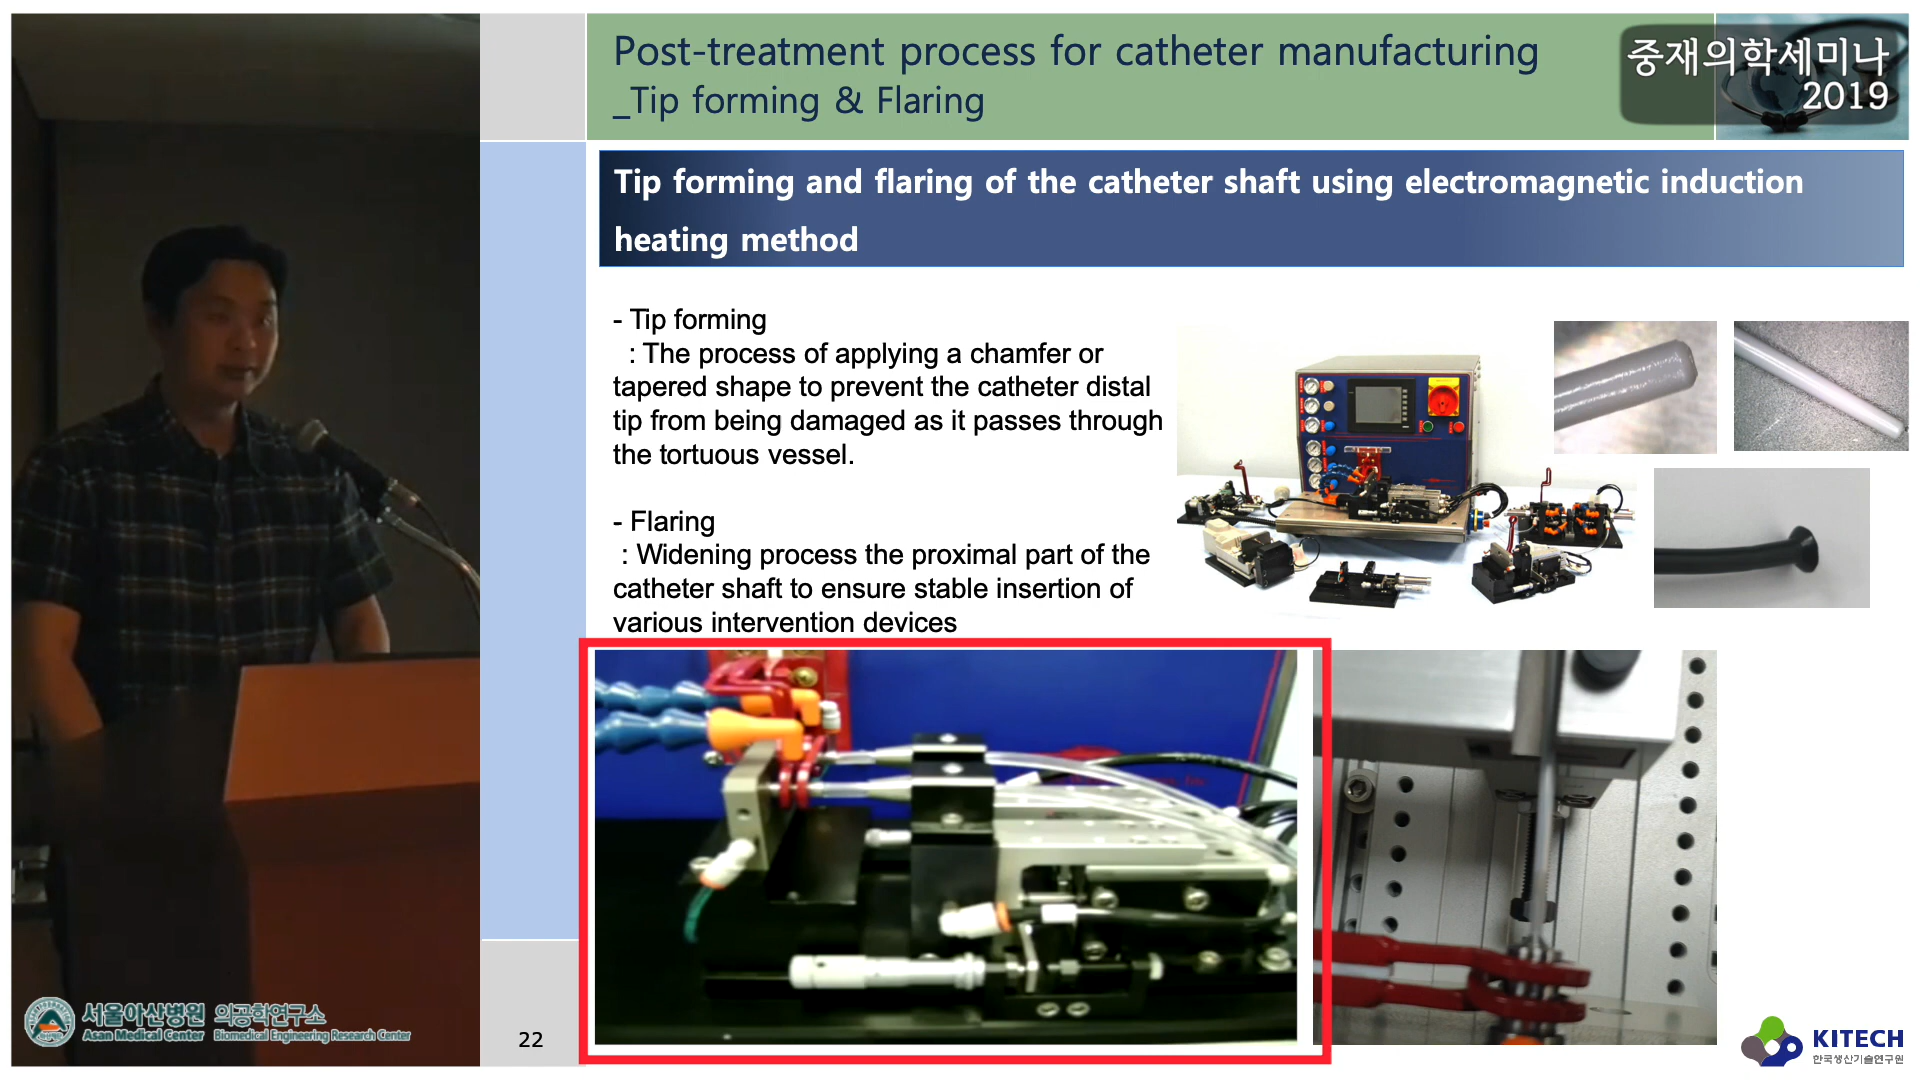 Post-treatment process for catheter manufacturing
_Tip forming & Flaring
중재의학세미나
2019
Tip forming and flaring of the catheter shaft using electromagnetic induction
heating method
- Tip forming
: The process of applying a chamfer or
tapered shape to prevent the catheter distal
tip from being damaged as it passes through
the tortuous vessel.
- Flaring
: Widening process the proximal part of the
catheter shaft to ensure stable insertion of
various intervention devices
서울아산병원 의공학연구소
Asan Medical Center Biomedical Engineering Research Center
22
KITECH
한국생산기술연구원